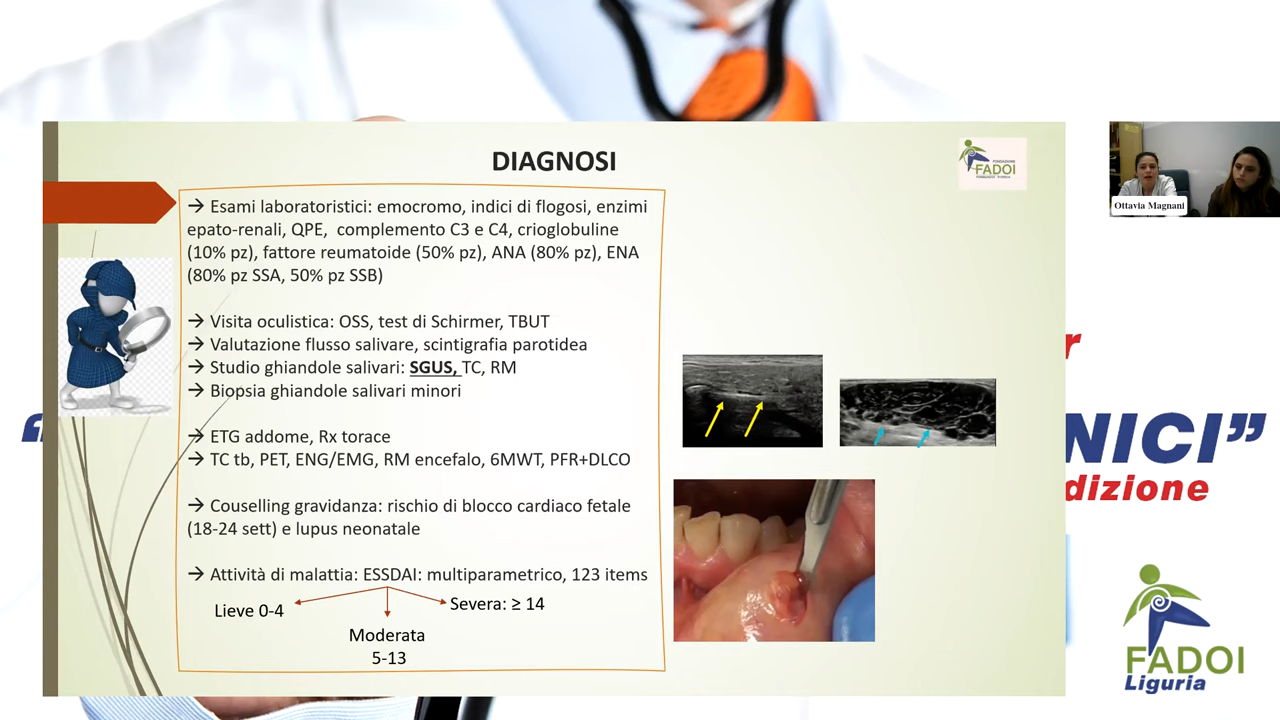 DIAGNOSI
FONDAZIONE
FADOI
→ Esami laboratoristici: emocromo, indici di flogosi, enzimi
epato-renali, QPE, complemento C3 e C4, crioglobuline
(10% pz), fattore reumatoide (50% pz), ANA (80% pz), ENA
(80% pz SSA, 50% pz SSB)
→ Visita oculistica: OSS, test di Schirmer, TBUT
→ Valutazione flusso salivare, scintigrafia parotidea
→ Studio ghiandole salivari: SGUS, TC, RM
→ Biopsia ghiandole salivari minori
→ ETG addome, Rx torace
→ TC tb, PET, ENG/EMG, RM encefalo, 6MWT, PFR+DLCO
→ Couselling gravidanza: rischio di blocco cardiaco fetale
(18-24 sett) e lupus neonatale
→ Attività di malattia: ESSDAI: multiparametrico, 123 items
Lieve 0-4
Severa: ≥ 14
Moderata
5-13
Ottavia Magnani
r
“
NICI”
dizione
FADOI
Liguria